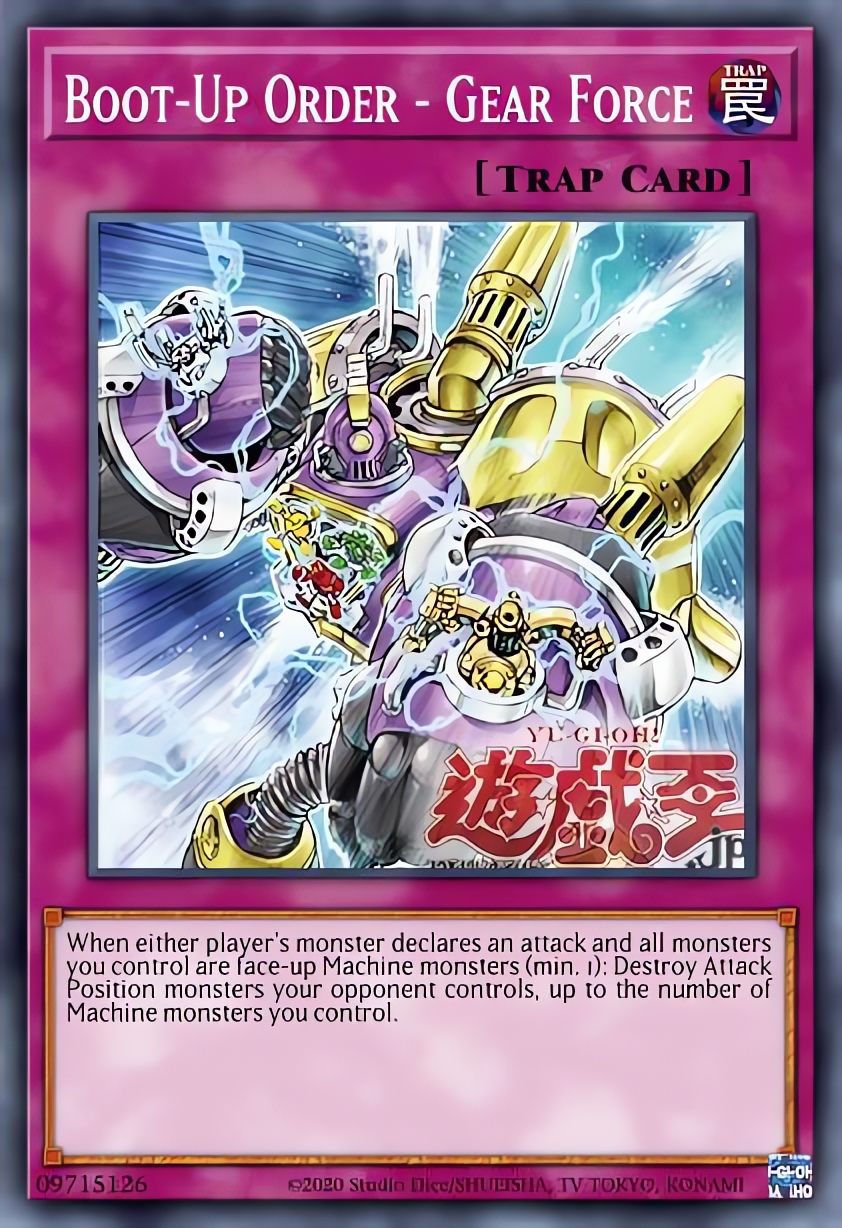 Boot-Up Order - Gear Force
TRAP
罠
[Trap Card]
YU-GI-OH!
遊戯王
.jp
When either player's monster declares an attack and all monsters
you control are face-up Machine monsters (min. 1): Destroy Attack
Position monsters your opponent controls, up to the number of
Machine monsters you control.
09715126
©2020 Studio Dice/SHUEISHA, TV TOKYO, KONAMI